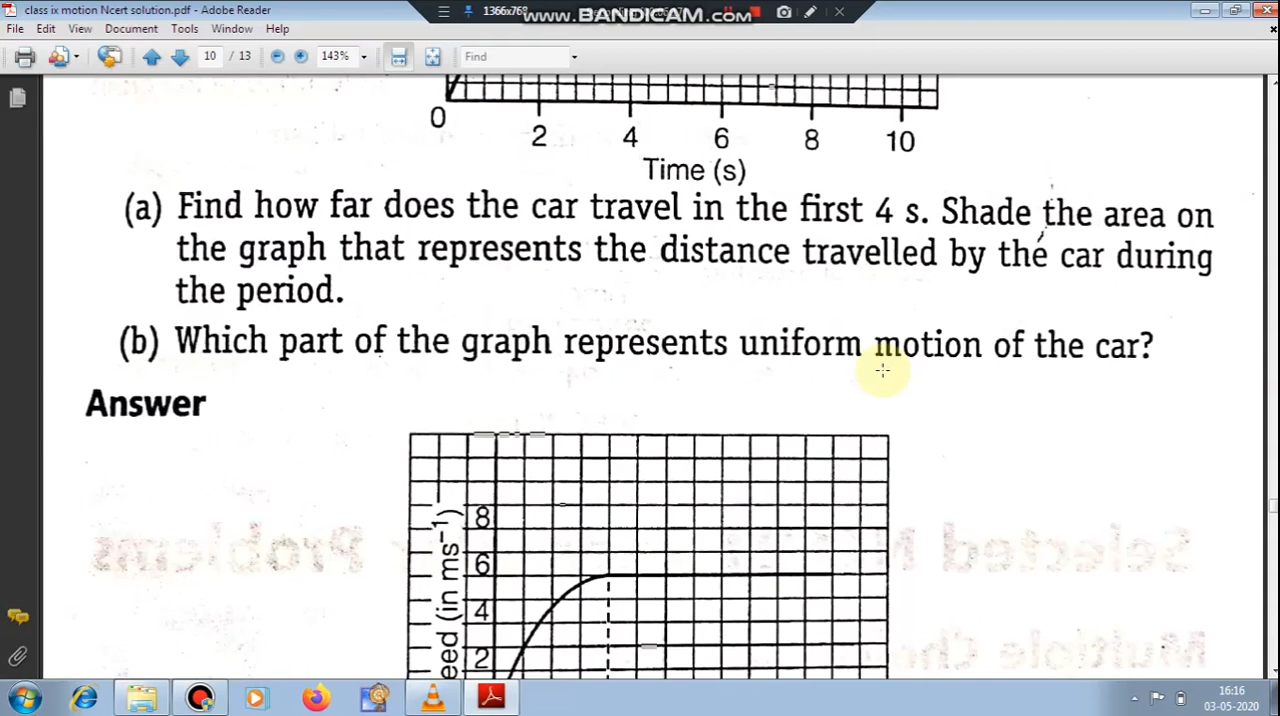 class ix motion Ncert solution.pdf - Adobe Reader
1366x768
www.BANDICAM.com
File Edit View Document Tools Window Help
10 / 13 143% Find
0 2 4 6 8 10
Time (s)
(a) Find how far does the car travel in the first 4 s. Shade the area on
the graph that represents the distance travelled by the car during
the period.
(b) Which part of the graph represents uniform motion of the car?
Answer
8
6
4
2
eed (in ms⁻¹)
16:16
03-05-2020